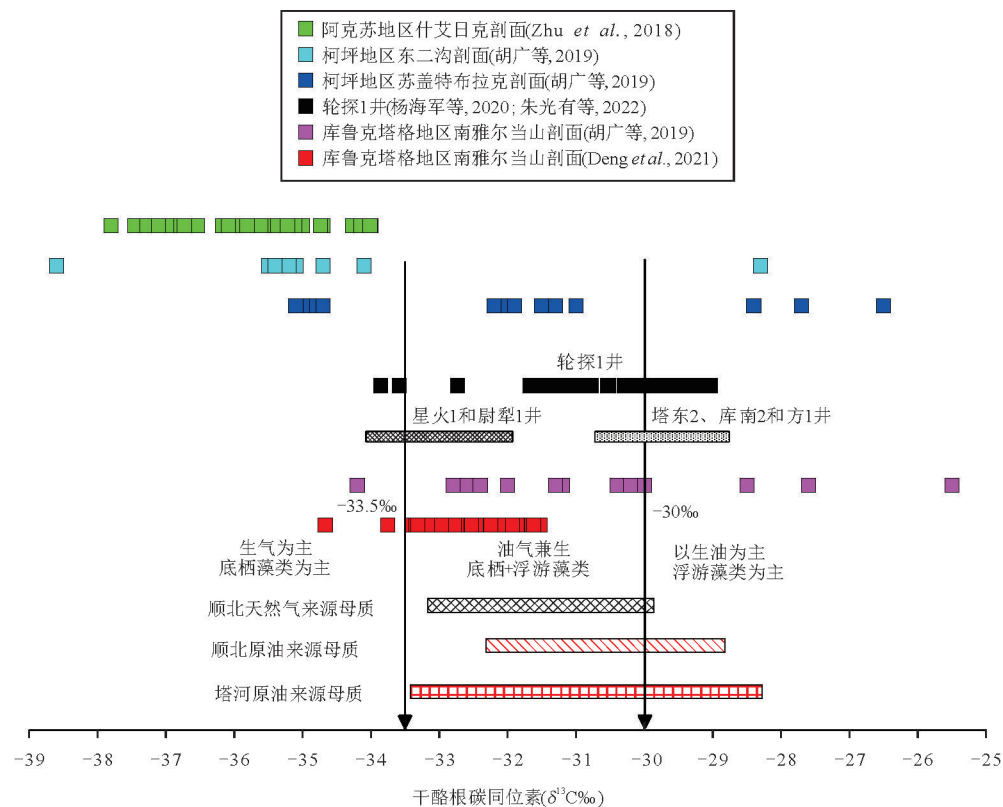 阿克苏地区什艾日克剖面(Zhu et al., 2018)
柯坪地区东二沟剖面(胡广等, 2019)
柯坪地区苏盖特布拉克剖面(胡广等, 2019)
轮探1井(杨海军等, 2020; 朱光有等, 2022)
库鲁克塔格地区南雅尔当山剖面(胡广等, 2019)
库鲁克塔格地区南雅尔当山剖面(Deng et al., 2021)
轮探1井
星火1和尉犁1井
塔东2、库南2和方1井
−33.5‰
−30‰
生气为主
底栖藻类为主
油气兼生
底栖+浮游藻类
以生油为主
浮游藻类为主
顺北天然气来源母质
顺北原油来源母质
塔河原油来源母质
−39 −38 −37 −36 −35 −34 −33 −32 −31 −30 −29 −28 −27 −26 −25
干酪根碳同位素(δ¹³C‰)